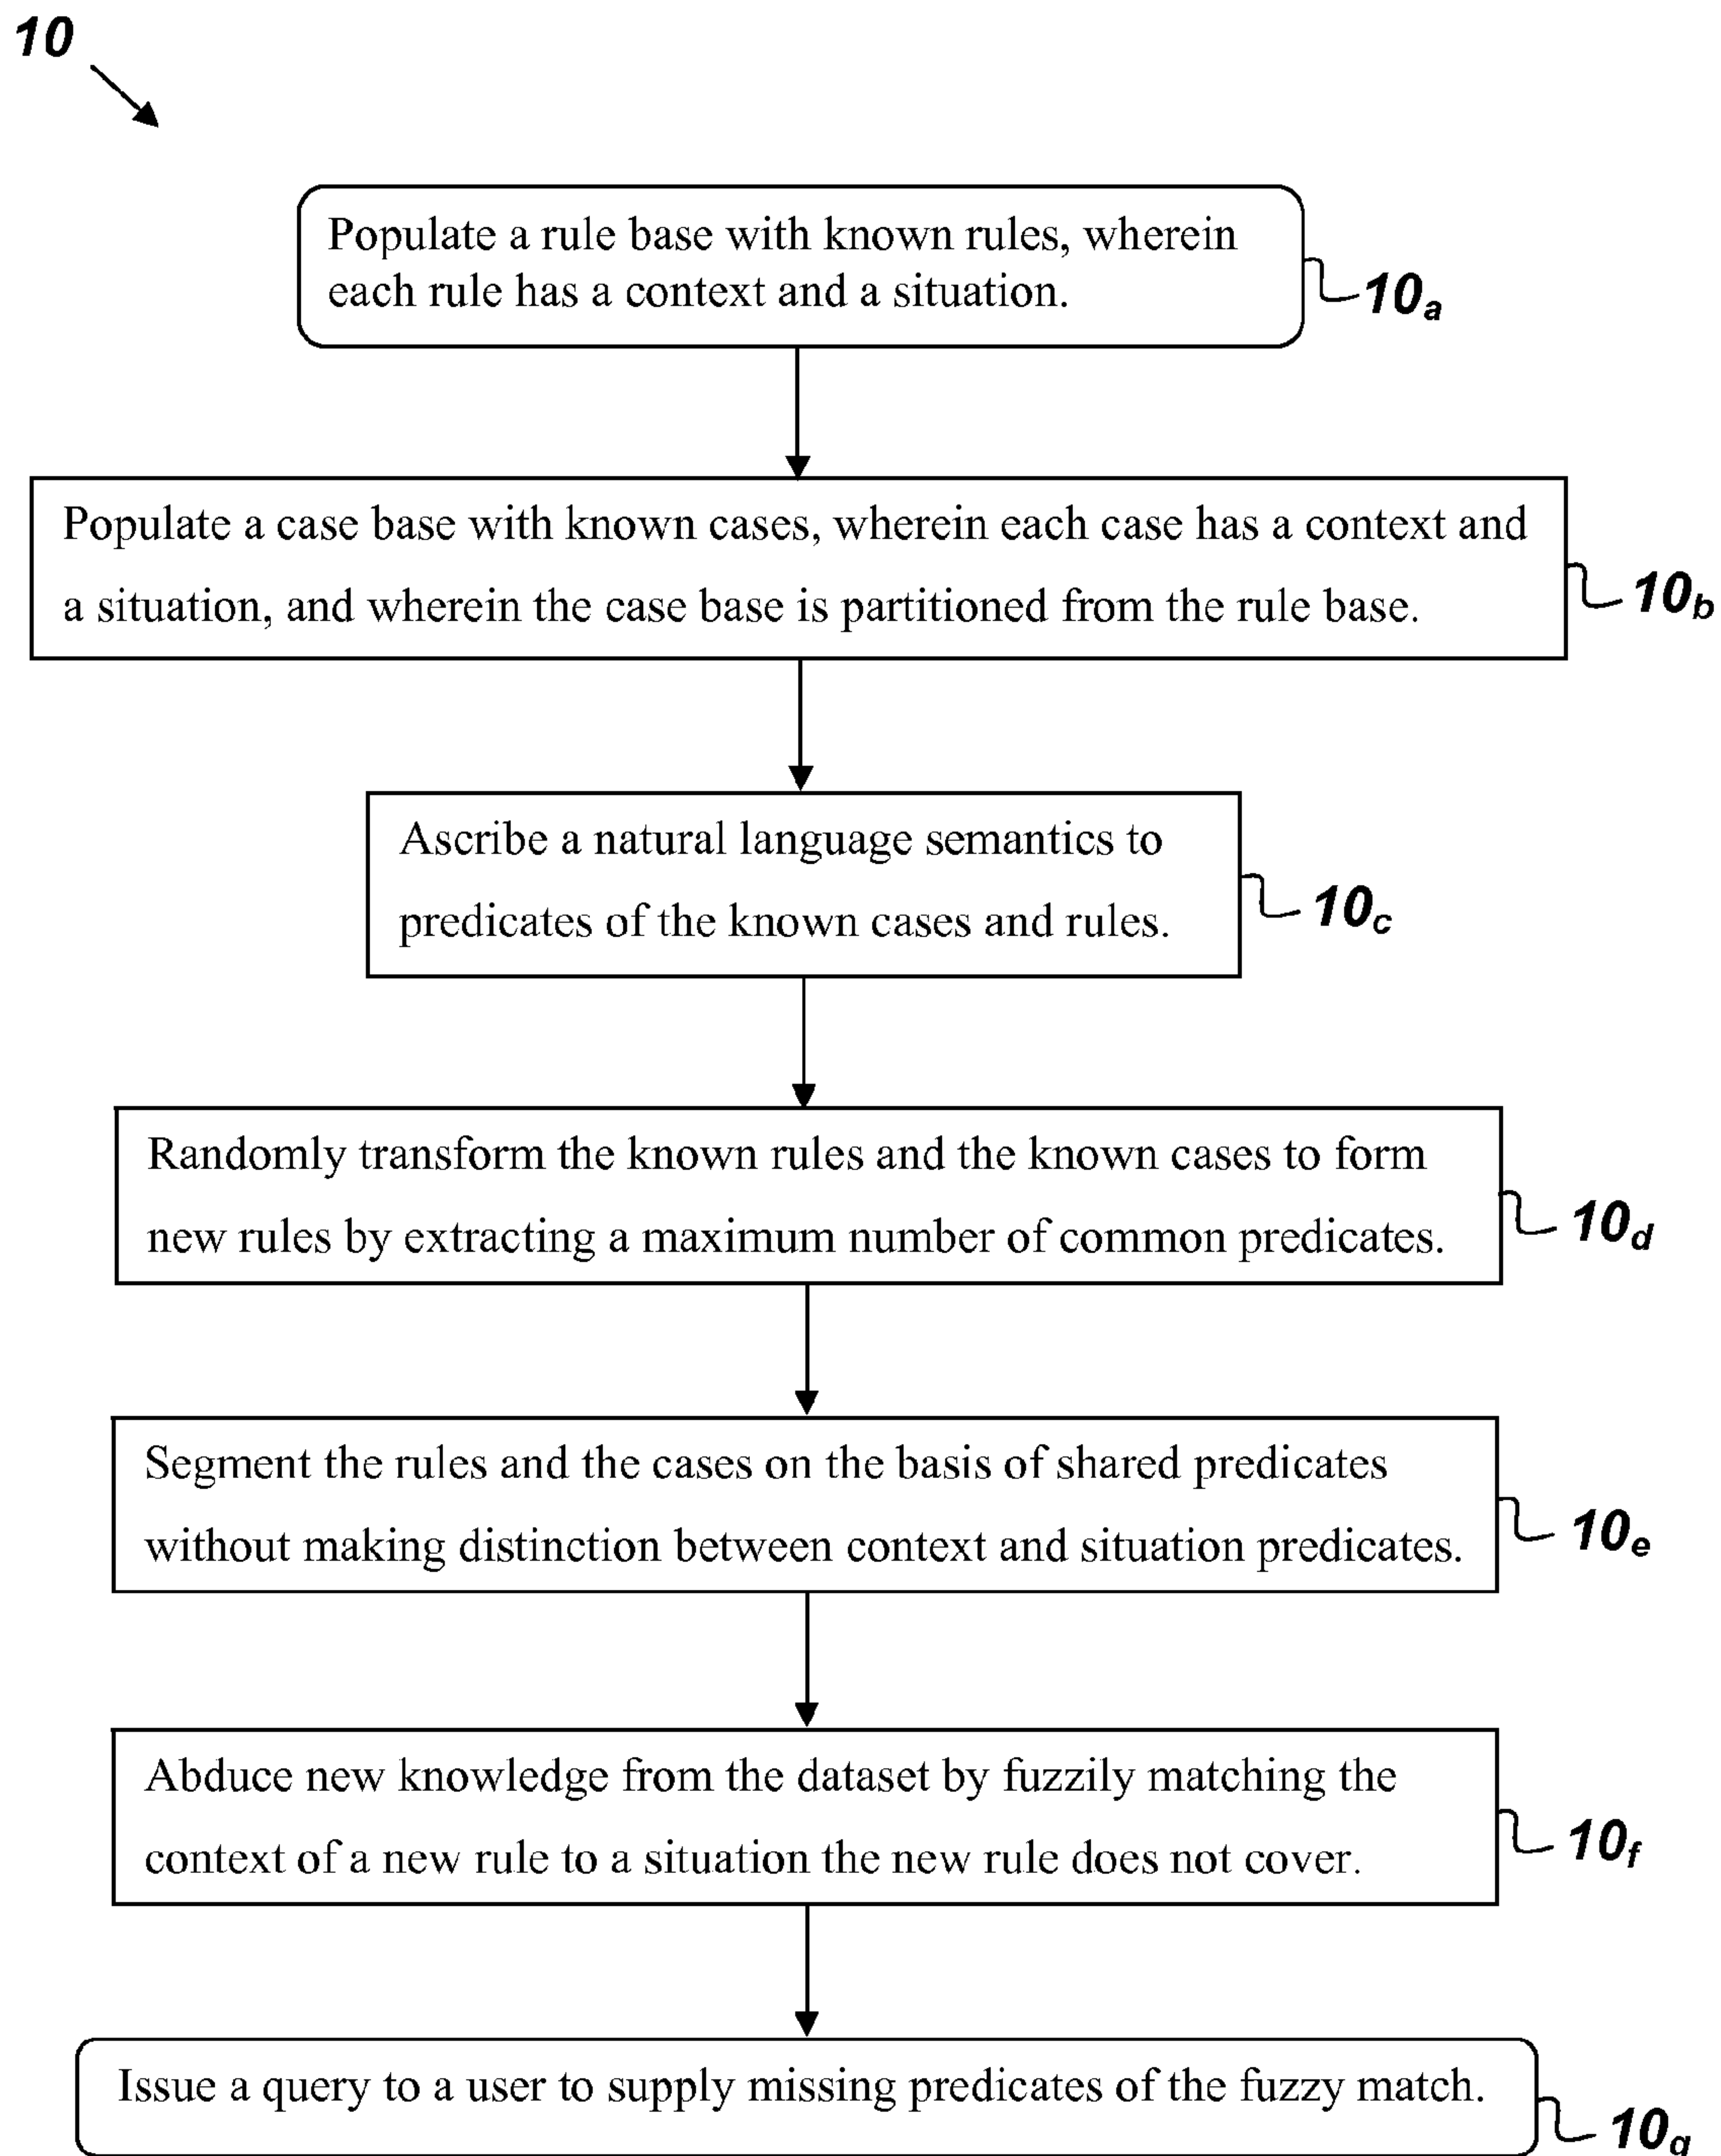 10
Populate a rule base with known rules, wherein
each rule has a context and a situation.
10a
Populate a case base with known cases, wherein each case has a context and
a situation, and wherein the case base is partitioned from the rule base.
10b
Ascribe a natural language semantics to
predicates of the known cases and rules.
10c
Randomly transform the known rules and the known cases to form
new rules by extracting a maximum number of common predicates.
10d
Segment the rules and the cases on the basis of shared predicates
without making distinction between context and situation predicates.
10e
Abduce new knowledge from the dataset by fuzzily matching the
context of a new rule to a situation the new rule does not cover.
10f
Issue a query to a user to supply missing predicates of the fuzzy match.
10g